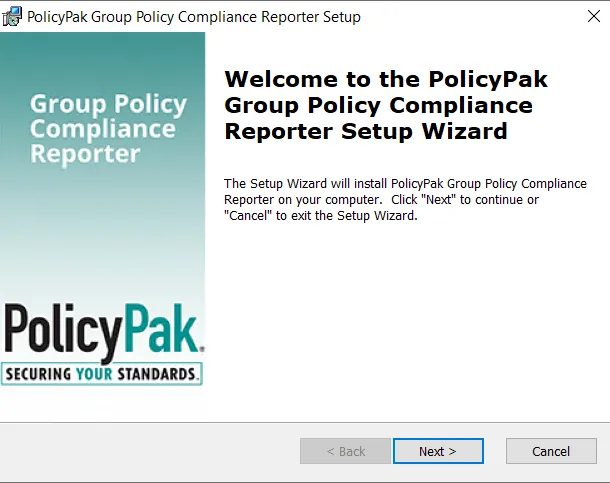 PolicyPak Group Policy Compliance Reporter Setup
Group Policy
Compliance
Reporter
Welcome to the PolicyPak
Group Policy Compliance
Reporter Setup Wizard
The Setup Wizard will install PolicyPak Group Policy Compliance
Reporter on your computer.  Click "Next" to continue or
"Cancel" to exit the Setup Wizard.
PolicyPak®
SECURING YOUR STANDARDS.
< Back
Next >
Cancel